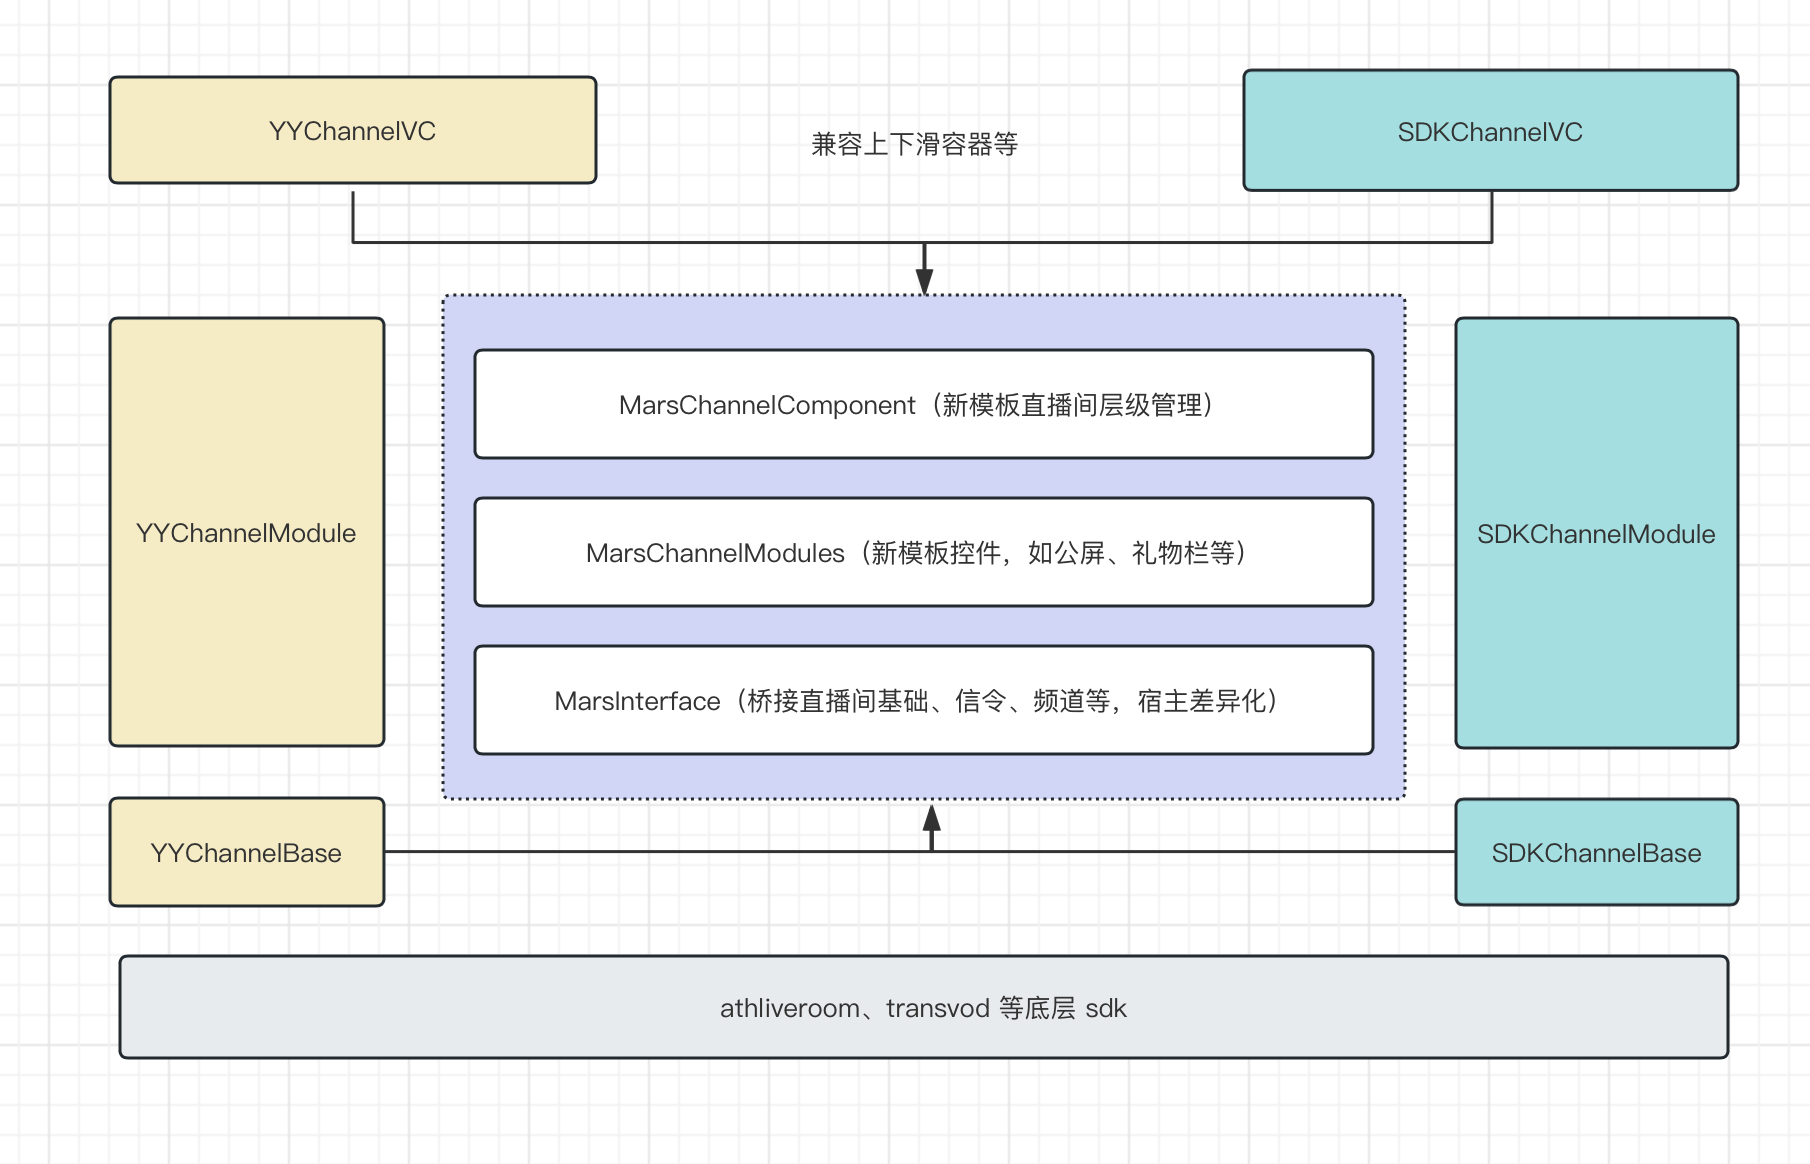 YYChannelVC
兼容上下滑容器等
SDKChannelVC
MarsChannelComponent（新模板直播间层级管理）
YYChannelModule
MarsChannelModules（新模板控件，如公屏、礼物栏等）
SDKChannelModule
MarsInterface（桥接直播间基础、信令、频道等，宿主差异化）
YYChannelBase
SDKChannelBase
athliveroom、transvod 等底层 sdk